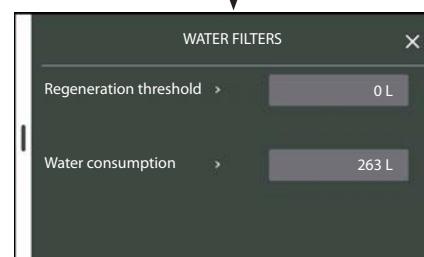 WATER FILTERS ×
Regeneration threshold › 0 L
Water consumption › 263 L